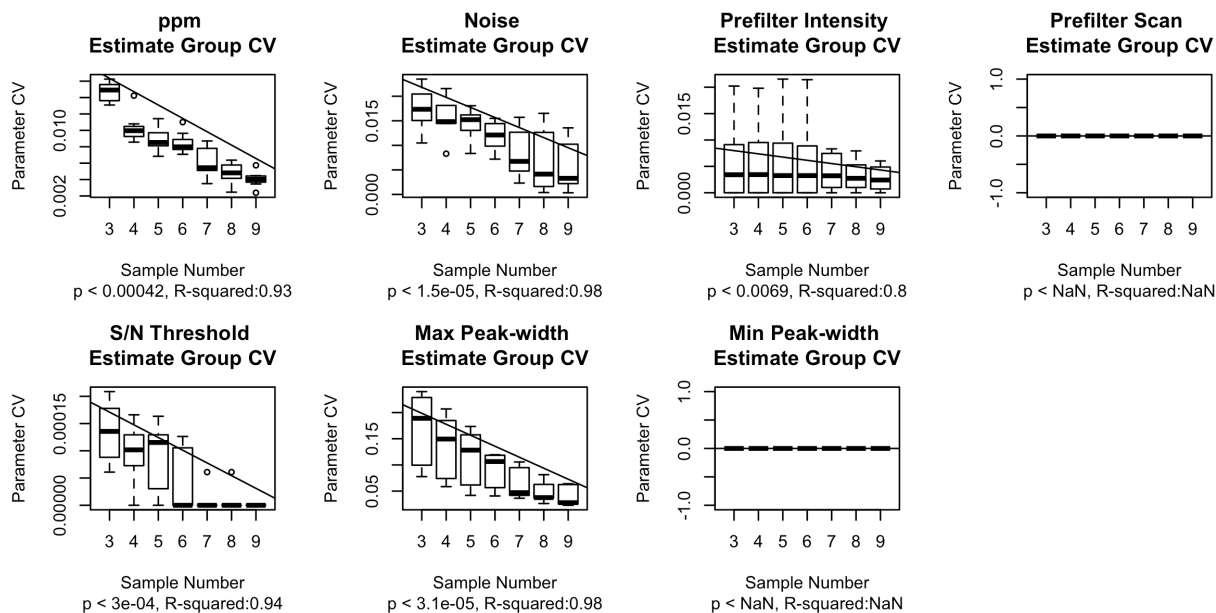 ppm
Estimate Group CV
Parameter CV
0.002
0.010
3 4 5 6 7 8 9
Sample Number
p < 0.00042, R-squared:0.93
Noise
Estimate Group CV
Parameter CV
0.000
0.015
3 4 5 6 7 8 9
Sample Number
p < 1.5e-05, R-squared:0.98
Prefilter Intensity
Estimate Group CV
Parameter CV
0.000
0.015
3 4 5 6 7 8 9
Sample Number
p < 0.0069, R-squared:0.8
Prefilter Scan
Estimate Group CV
Parameter CV
-1.0
0.0
1.0
3 4 5 6 7 8 9
Sample Number
p < NaN, R-squared:NaN
S/N Threshold
Estimate Group CV
Parameter CV
0.00000
0.00015
3 4 5 6 7 8 9
Sample Number
p < 3e-04, R-squared:0.94
Max Peak-width
Estimate Group CV
Parameter CV
0.05
0.15
3 4 5 6 7 8 9
Sample Number
p < 3.1e-05, R-squared:0.98
Min Peak-width
Estimate Group CV
Parameter CV
-1.0
0.0
1.0
3 4 5 6 7 8 9
Sample Number
p < NaN, R-squared:NaN